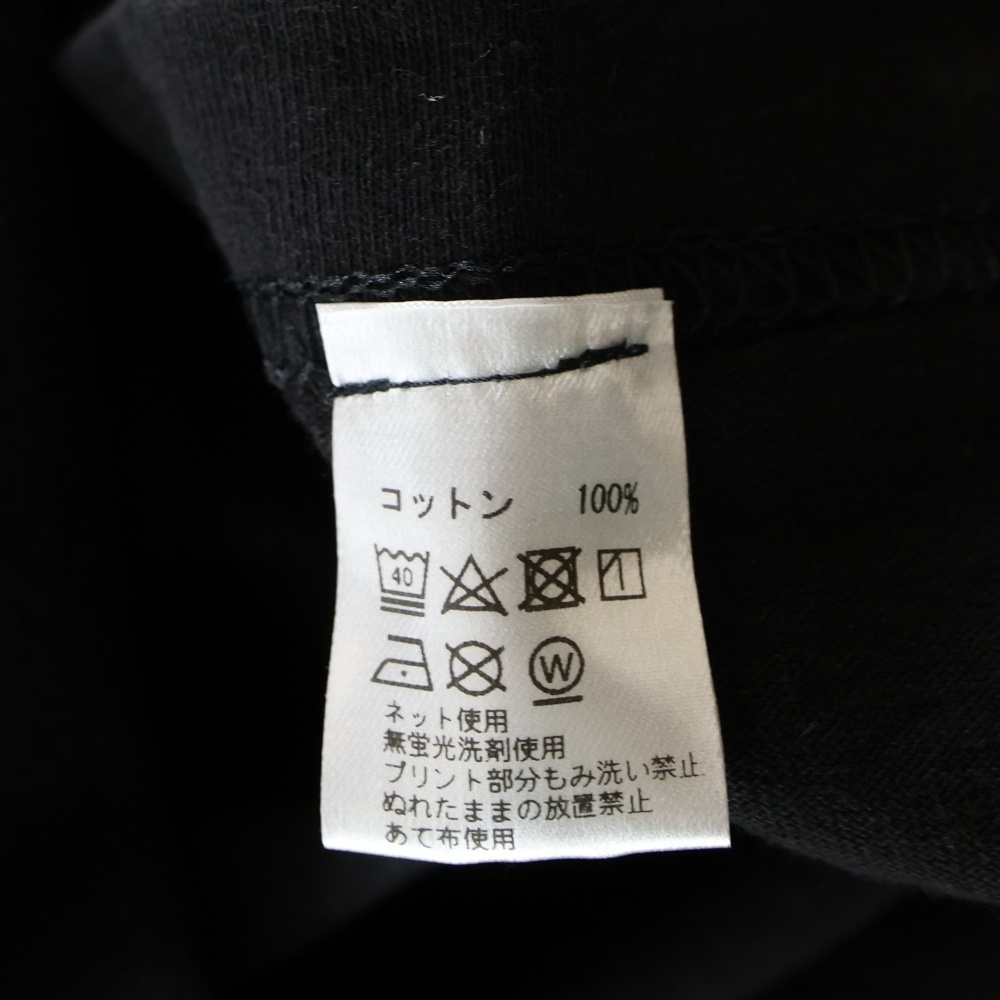 コットン 100%
40
W
ネット使用
無蛍光洗剤使用
プリント部分もみ洗い禁止
ぬれたままの放置禁止
あて布使用